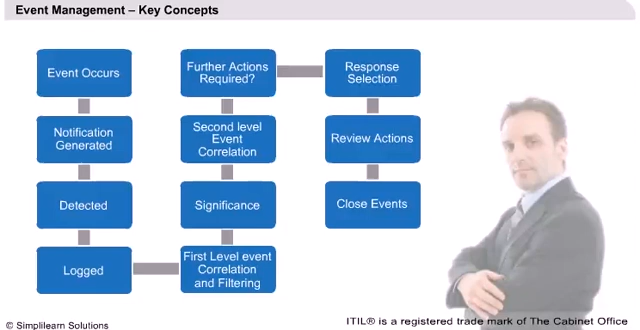 Event Management – Key Concepts
Event Occurs
Notification
Generated
Detected
Logged
First Level event
Correlation
and Filtering
Significance
Second level
Event
Correlation
Further Actions
Required?
Response
Selection
Review Actions
Close Events
© Simplilearn Solutions
ITIL® is a registered trade mark of The Cabinet Office